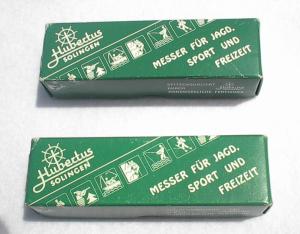 Hubertus
SOLINGEN
MESSER FÜR JAGD,
SPORT UND
FREIZEIT
Hubertus
SOLINGEN
MESSER FÜR JAGD,
SPORT UND
FREIZEIT